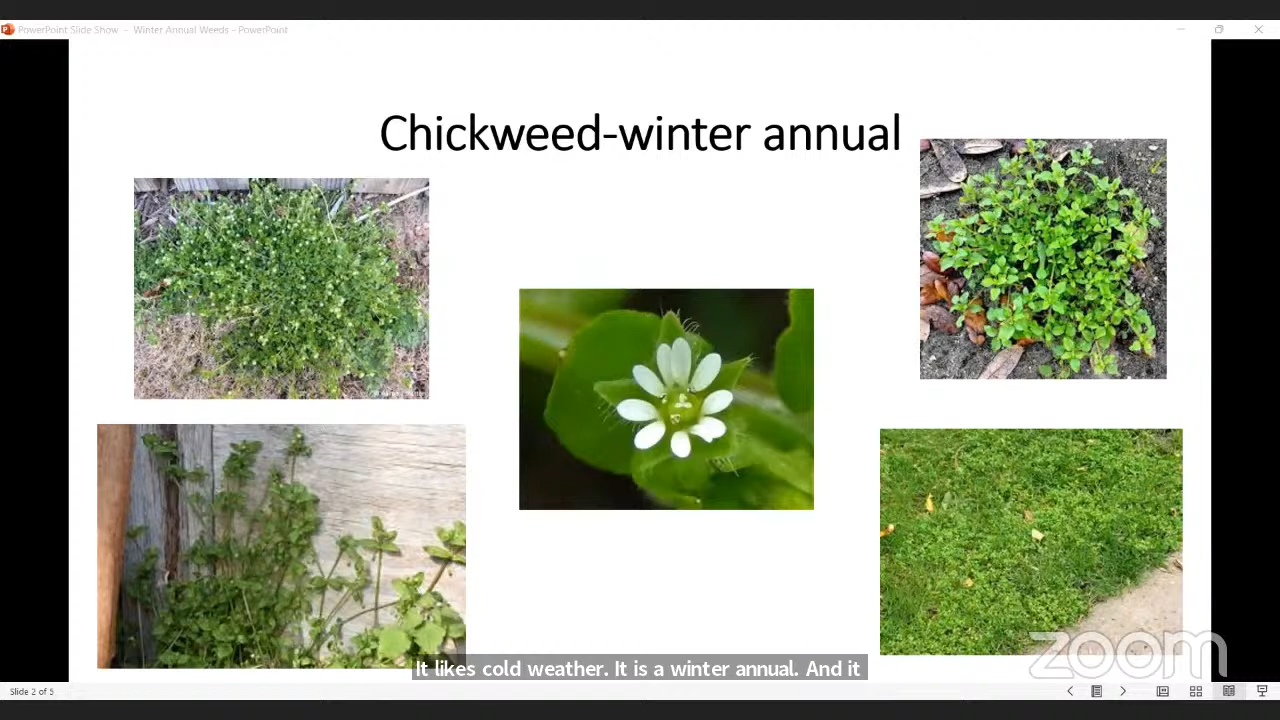 PowerPoint Slide Show - Winter Annual Weeds - PowerPoint
Chickweed-winter annual
It likes cold weather. It is a winter annual. And it
zoom
Slide 2 of 5